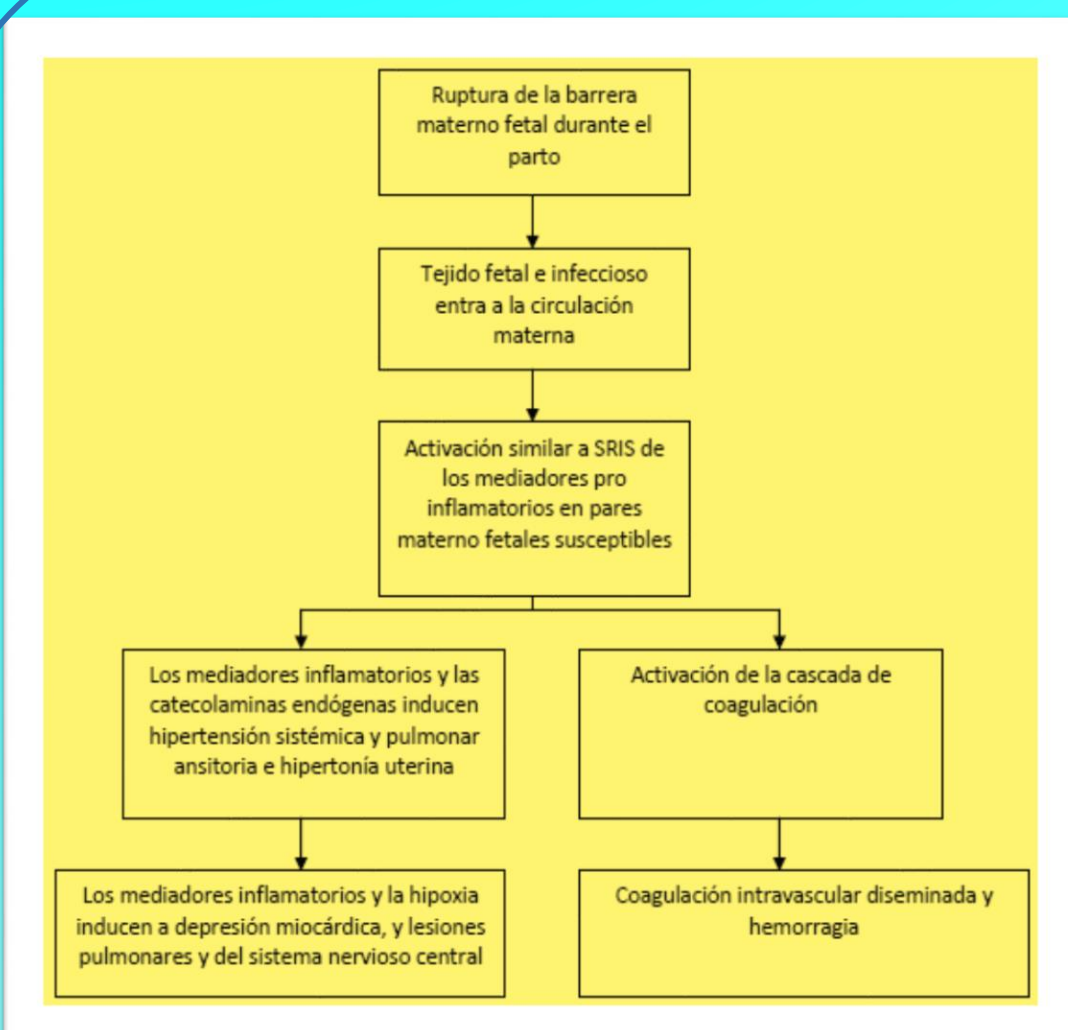 Ruptura de la barrera
materno fetal durante el
parto
Tejido fetal e infeccioso
entra a la circulación
materna
Activación similar a SRIS de
los mediadores pro
inflamatorios en pares
materno fetales susceptibles
Los mediadores inflamatorios y las
catecolaminas endógenas inducen
hipertensión sistémica y pulmonar
ansitoria e hipertonía uterina
Activación de la cascada de
coagulación
Los mediadores inflamatorios y la hipoxia
inducen a depresión miocárdica, y lesiones
pulmonares y del sistema nervioso central
Coagulación intravascular diseminada y
hemorragia